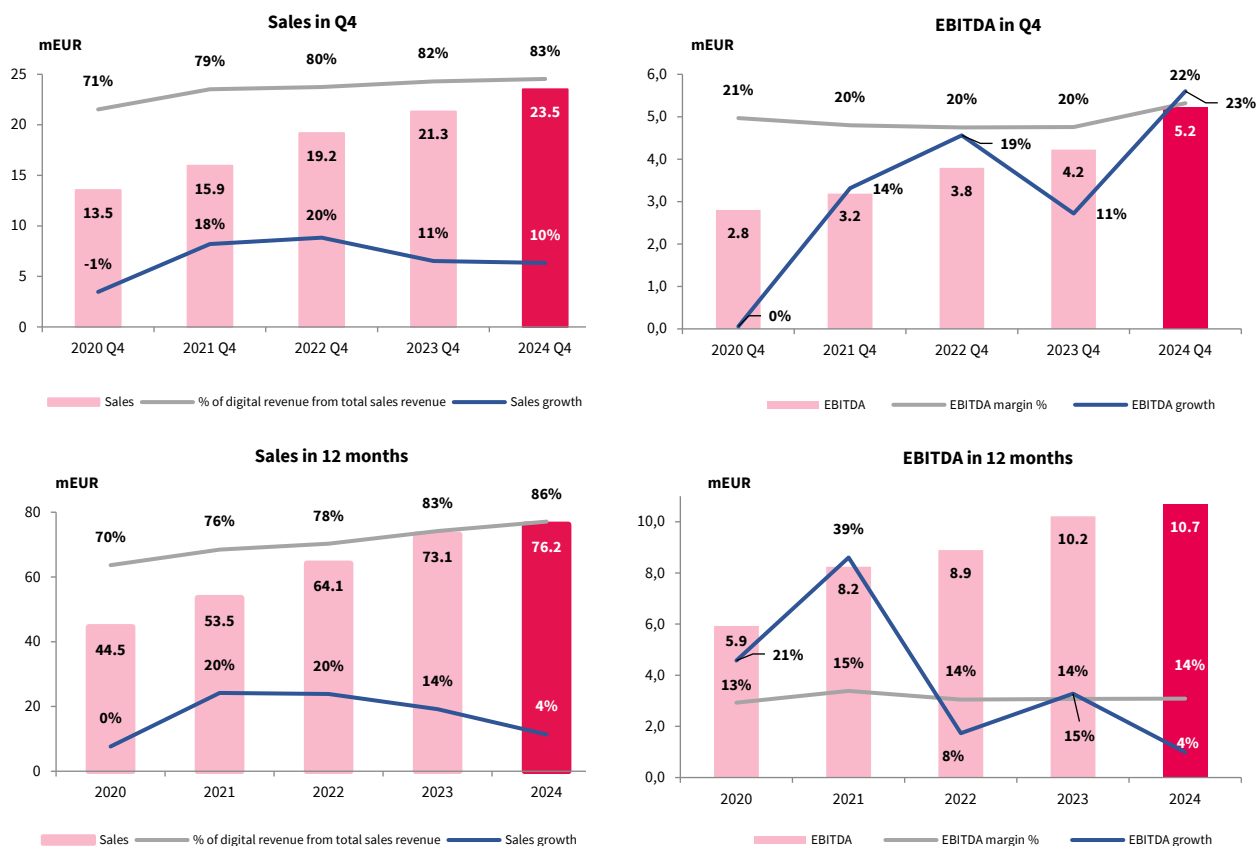 Sales in Q4
mEUR
71% 79% 80% 82% 83%
25
20
15
10
5
0
13.5 15.9 19.2 21.3 23.5
-1% 18% 20% 11% 10%
2020 Q4 2021 Q4 2022 Q4 2023 Q4 2024 Q4
Sales % of digital revenue from total sales revenue Sales growth
EBITDA in Q4
mEUR
21% 20% 20% 20% 22%
23%
6,0
5,0
4,0
3,0
2,0
1,0
0,0
2.8 3.2 3.8 4.2 5.2
0% 14% 19% 11%
2020 Q4 2021 Q4 2022 Q4 2023 Q4 2024 Q4
EBITDA EBITDA margin % EBITDA growth
Sales in 12 months
mEUR
70% 76% 78% 83% 86%
80
60
40
20
0
44.5 53.5 64.1 73.1 76.2
0% 20% 20% 14% 4%
2020 2021 2022 2023 2024
Sales % of digital revenue from total sales revenue Sales growth
EBITDA in 12 months
mEUR
10,0
8,0
6,0
4,0
2,0
0,0
5.9 8.2 8.9 10.2 10.7
21% 39% 8% 15% 4%
13% 15% 14% 14% 14%
2020 2021 2022 2023 2024
EBITDA EBITDA margin % EBITDA growth